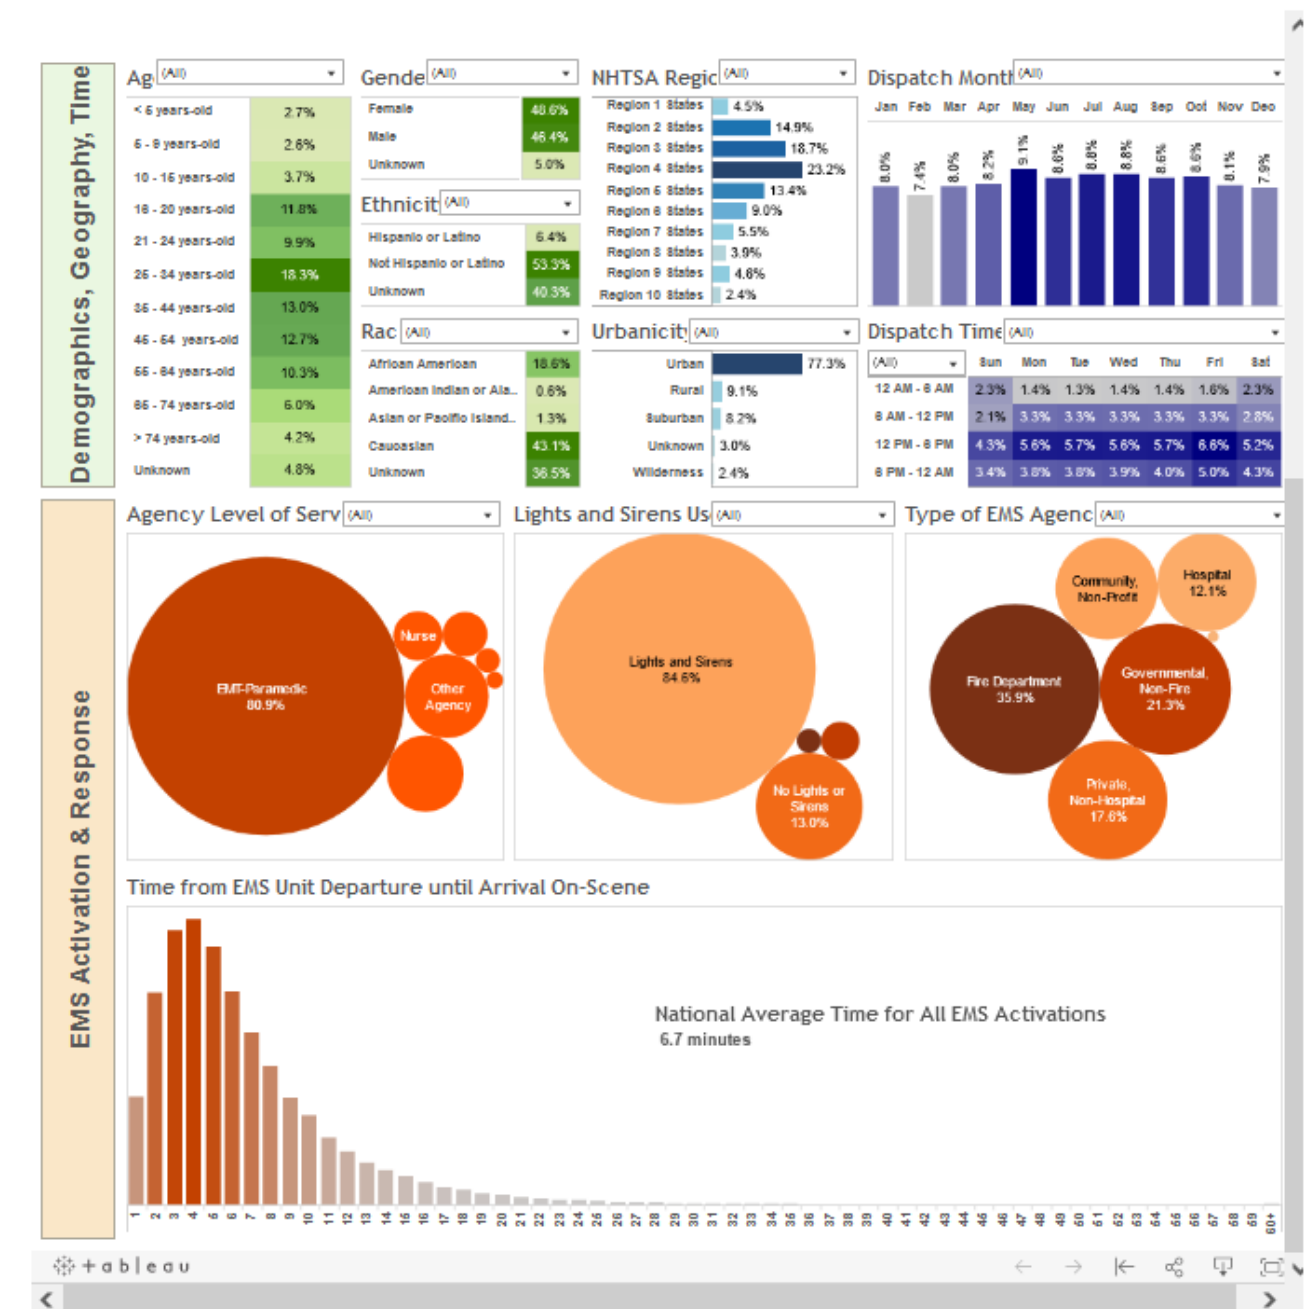 Demographics, Geography, Time
Ag (All)
< 5 years-old 2.7%
5 - 9 years-old 2.6%
10 - 15 years-old 3.7%
16 - 20 years-old 11.8%
21 - 24 years-old 9.9%
25 - 34 years-old 18.3%
35 - 44 years-old 13.0%
45 - 54 years-old 12.7%
55 - 64 years-old 10.3%
65 - 74 years-old 6.0%
> 74 years-old 4.2%
Unknown 4.8%
Gende (All)
Female 48.6%
Male 46.4%
Unknown 5.0%
Ethnicit (All)
Hispanic or Latino 6.4%
Not Hispanic or Latino 53.3%
Unknown 40.3%
Rac (All)
African American 18.6%
American Indian or Ala.. 0.6%
Asian or Pacific Island.. 1.3%
Caucasian 43.1%
Unknown 36.5%
NHTSA Regic (All)
Region 1 States 4.5%
Region 2 States 14.9%
Region 3 States 18.7%
Region 4 States 23.2%
Region 5 States 13.4%
Region 6 States 9.0%
Region 7 States 5.5%
Region 8 States 3.9%
Region 9 States 4.6%
Region 10 States 2.4%
Urbanicit (All)
Urban 77.3%
Rural 9.1%
Suburban 8.2%
Unknown 3.0%
Wilderness 2.4%
Dispatch Month (All)
Jan Feb Mar Apr May Jun Jul Aug Sep Oct Nov Dec
8.0% 7.4% 8.0% 8.2% 9.1% 8.6% 8.8% 8.8% 8.6% 8.6% 8.1% 7.9%
Dispatch Time (All)
(All) Sun Mon Tue Wed Thu Fri Sat
12 AM - 6 AM 2.3% 1.4% 1.3% 1.4% 1.4% 1.6% 2.3%
6 AM - 12 PM 2.1% 3.3% 3.3% 3.3% 3.3% 3.3% 2.8%
12 PM - 6 PM 4.3% 5.6% 5.7% 5.6% 5.7% 6.6% 5.2%
6 PM - 12 AM 3.4% 3.8% 3.8% 3.9% 4.0% 5.0% 4.3%
EMS Activation & Response
Agency Level of Serv (All)
EMT-Paramedic
80.9%
Nurse
Other
Agency
Lights and Sirens Us (All)
Lights and Sirens
84.6%
No Lights or
Sirens
13.0%
Type of EMS Agenc (All)
Community,
Non-Profit
Hospital
12.1%
Fire Department
35.9%
Governmental,
Non-Fire
21.3%
Private,
Non-Hospital
17.6%
Time from EMS Unit Departure until Arrival On-Scene
National Average Time for All EMS Activations
6.7 minutes
1 2 3 4 5 6 7 8 9 10 11 12 13 14 15 16 17 18 19 20 21 22 23 24 25 26 27 28 29 30 31 32 33 34 35 36 37 38 39 40 41 42 43 44 45 46 47 48 49 50 51 52 53 54 55 56 57 58 59 60+
+ableau